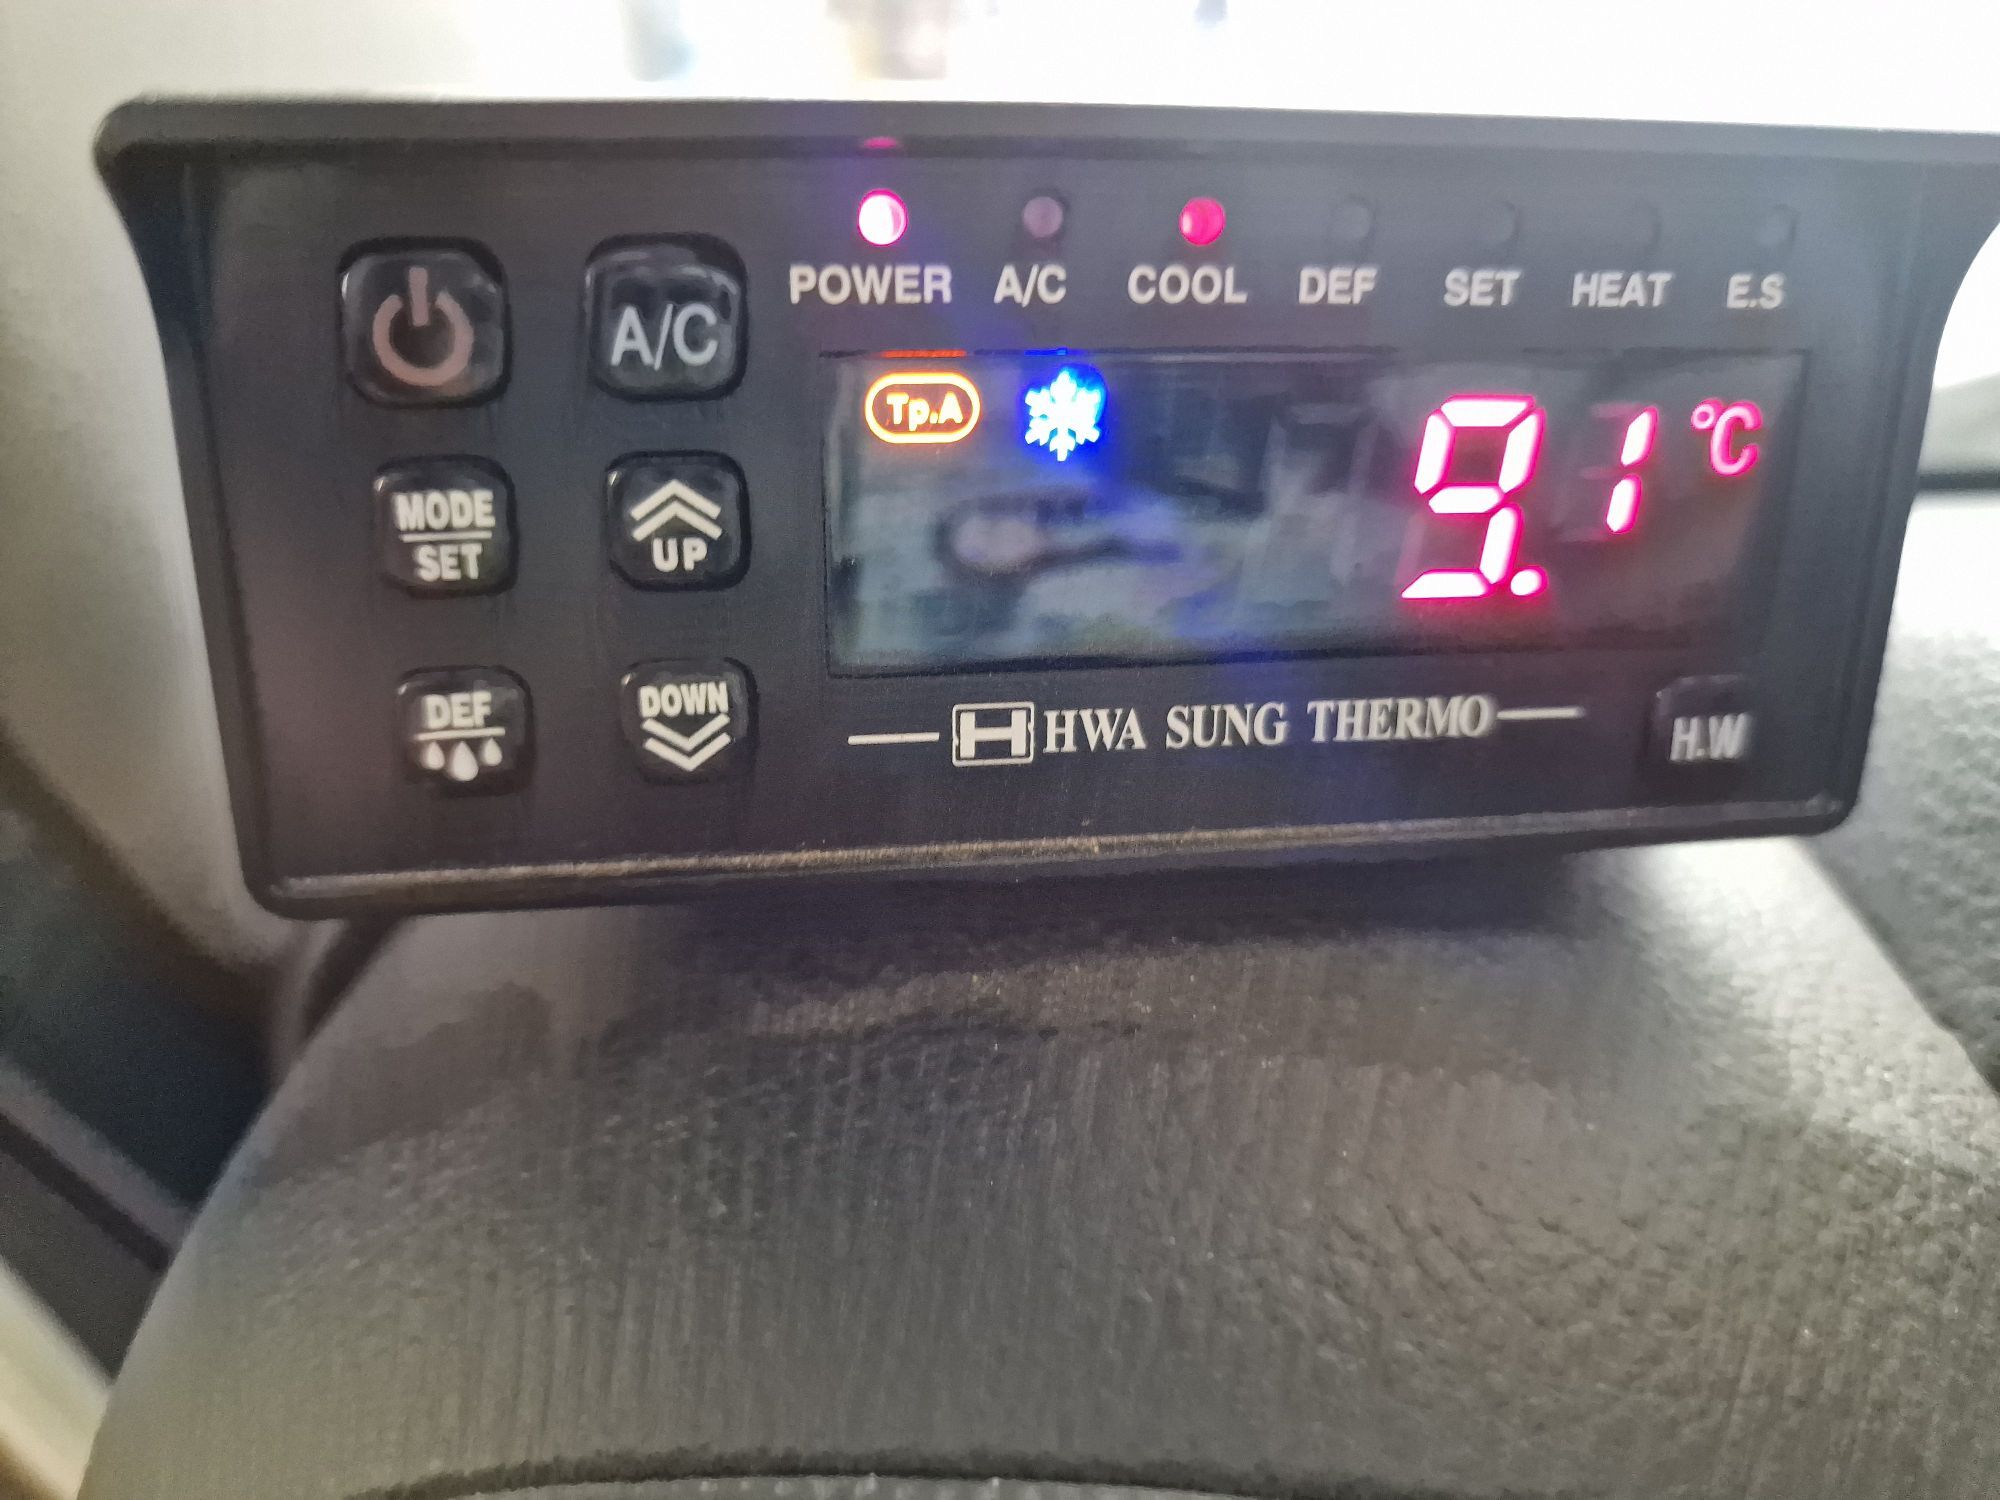 POWER A/C COOL DEF SET HEAT E.S
A/C
Tp.A
9.1 °C
MODE
SET
UP
DEF
DOWN
H HWA SUNG THERMO
H.W